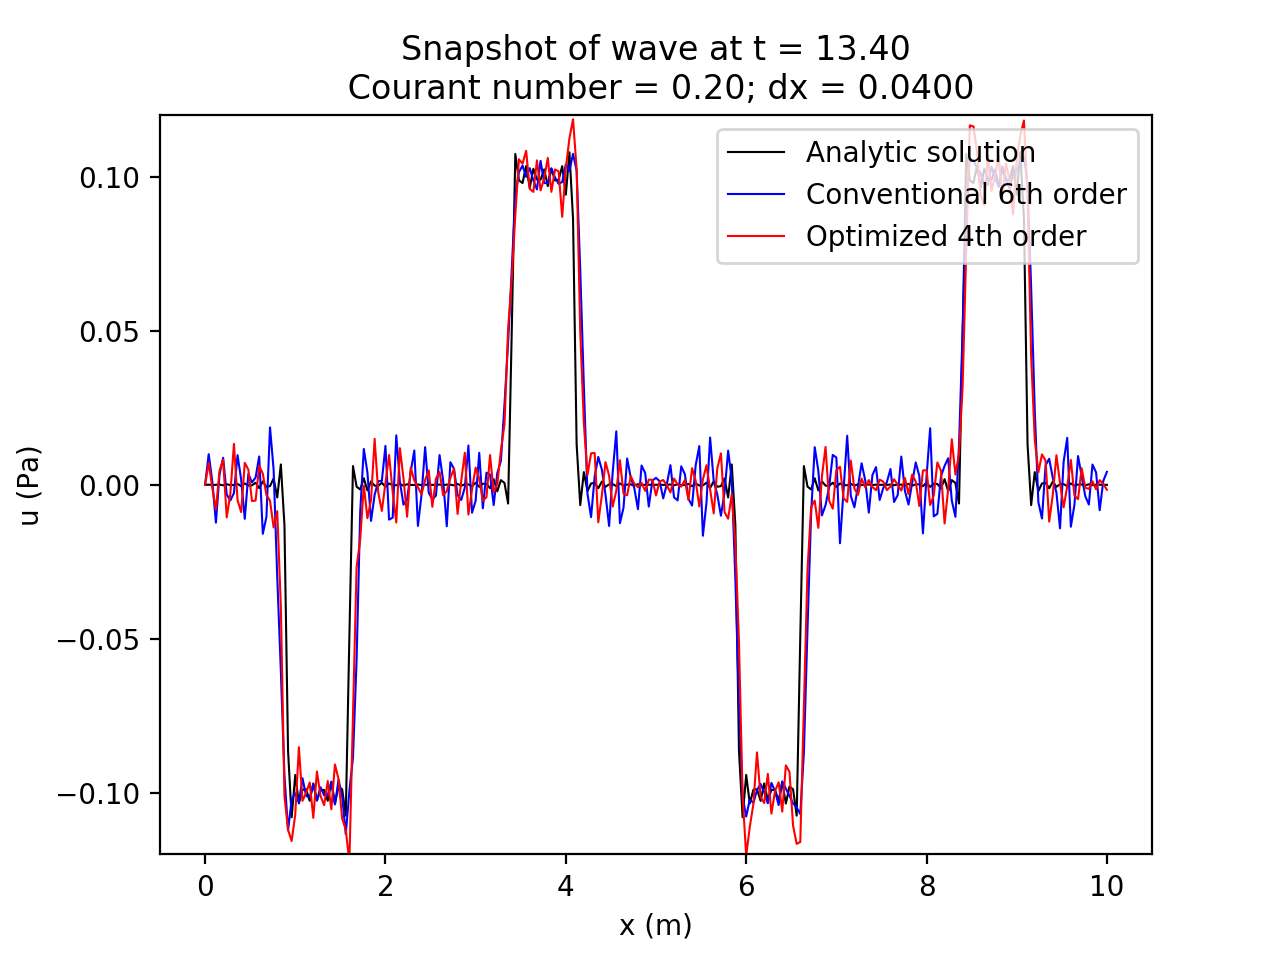 Snapshot of wave at t = 13.40
Courant number = 0.20; dx = 0.0400
Analytic solution
Conventional 6th order
Optimized 4th order
0.10
0.05
0.00
−0.05
−0.10
u (Pa)
0 2 4 6 8 10
x (m)